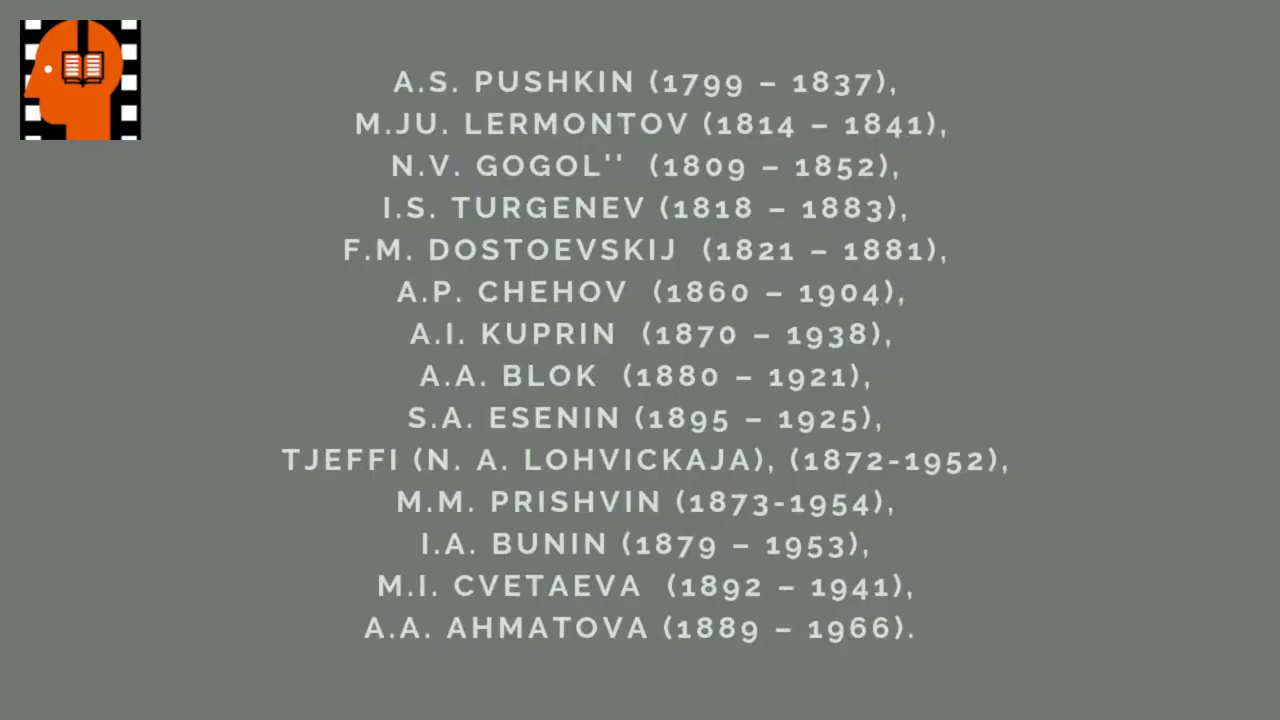 A.S. PUSHKIN (1799 – 1837),
M.JU. LERMONTOV (1814 – 1841),
N.V. GOGOL'' (1809 – 1852),
I.S. TURGENEV (1818 – 1883),
F.M. DOSTOEVSKIJ (1821 – 1881),
A.P. CHEHOV (1860 – 1904),
A.I. KUPRIN (1870 – 1938),
A.A. BLOK (1880 – 1921),
S.A. ESENIN (1895 – 1925),
TJEFFI (N. A. LOHVICKAJA), (1872-1952),
M.M. PRISHVIN (1873-1954),
I.A. BUNIN (1879 – 1953),
M.I. CVETAEVA (1892 – 1941),
A.A. AHMATOVA (1889 – 1966).